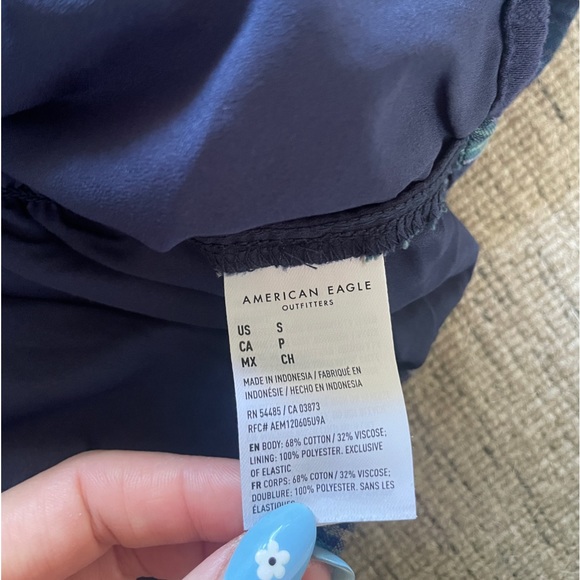 AMERICAN EAGLE
OUTFITTERS
US S
CA P
MX CH
MADE IN INDONESIA / FABRIQUÉ EN
INDONÉSIE / HECHO EN INDONESIA
RN 54485 / CA 03873
RFC# AEM120605U9A
EN BODY: 68% COTTON / 32% VISCOSE;
LINING: 100% POLYESTER. EXCLUSIVE
OF ELASTIC
FR CORPS: 68% COTON / 32% VISCOSE;
DOUBLURE: 100% POLYESTER. SANS LES
ÉLASTIQUES